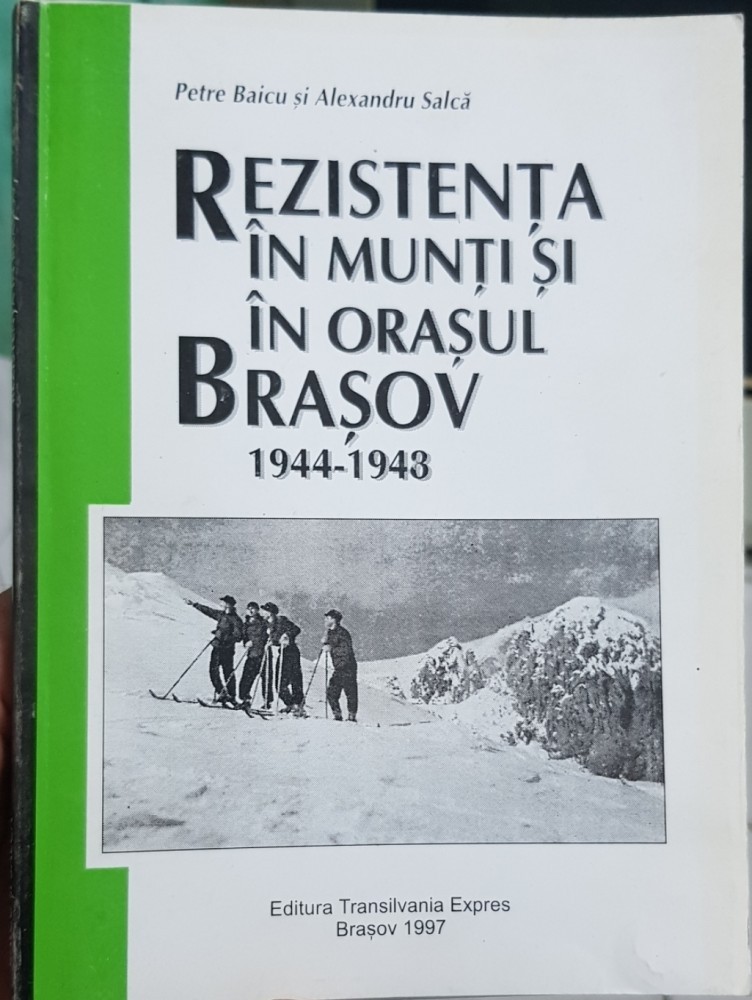 Petre Baicu și Alexandru Salcă
REZISTENȚA
ÎN MUNȚI ȘI
ÎN ORAȘUL
BRAȘOV
1944-1948
Editura Transilvania Expres
Brașov 1997